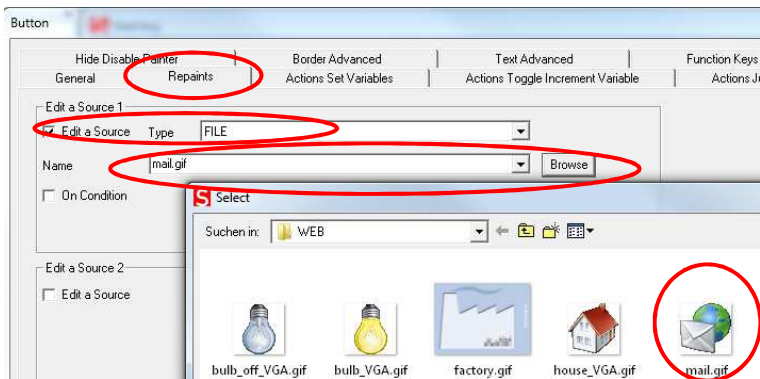 Button
Hide Disable Painter Border Advanced Text Advanced Function Keys
General Repaints Actions Set Variables Actions Toggle Increment Variable Actions
Edit a Source 1
Edit a Source Type FILE
Name mail.gif Browse
On Condition
S Select
Suchen in: WEB
Edit a Source 2
Edit a Source
bulb_off_VGA.gif bulb_VGA.gif factory.gif house_VGA.gif mail.gif